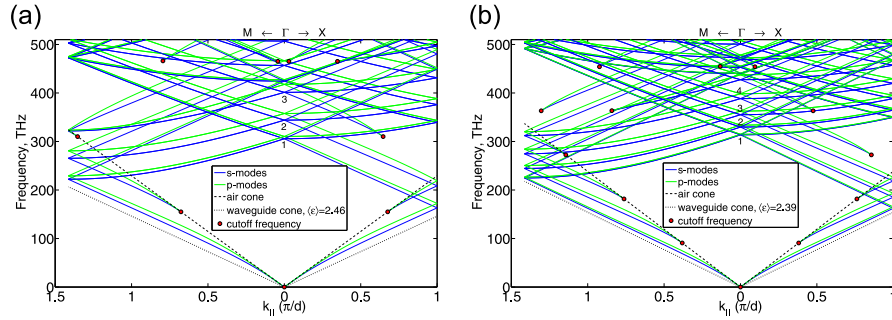 (a)
M ← Γ → X
500
400
300
200
100
0
Frequency, THz
3
2
1
s-modes
p-modes
air cone
waveguide cone, ⟨ε⟩=2.46
cutoff frequency
1.5 1 0.5 0 0.5 1
k|| (π/d)
(b)
M ← Γ → X
500
400
300
200
100
0
Frequency, THz
4
3
2
1
s-modes
p-modes
air cone
waveguide cone, ⟨ε⟩=2.39
cutoff frequency
1.5 1 0.5 0 0.5 1
k|| (π/d)